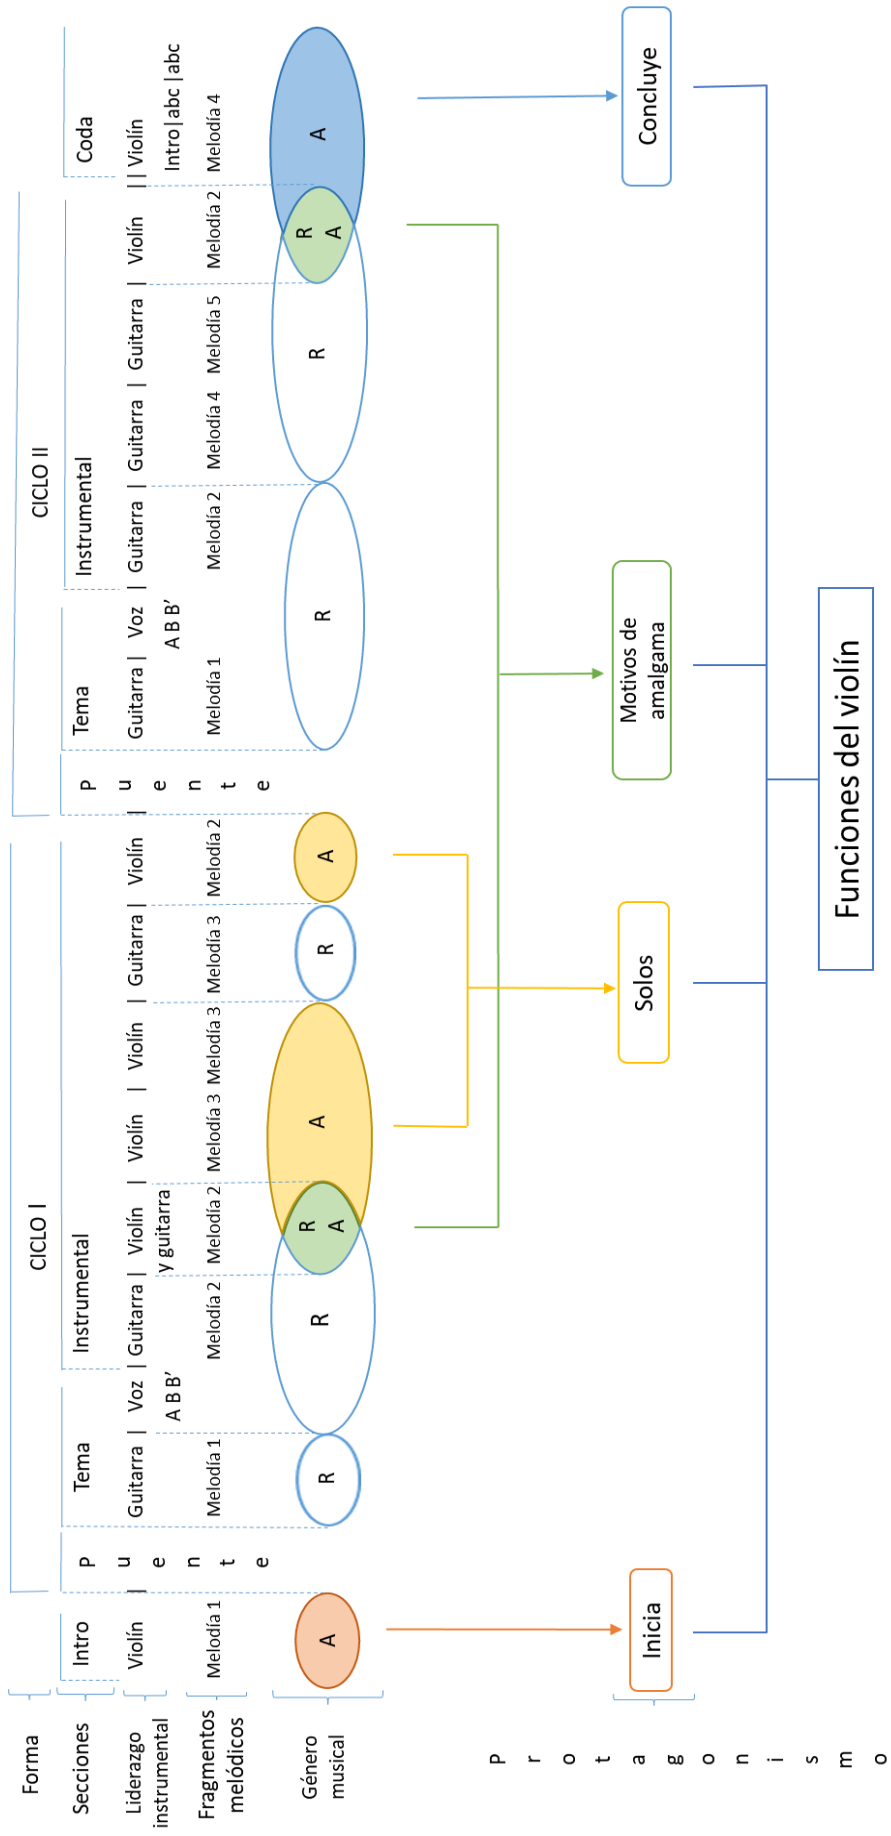 Forma
CICLO I
CICLO II
Secciones
Intro
P u e n t e
Tema
Instrumental
P u e n t e
Tema
Instrumental
Coda
Liderazgo
instrumental
Violín |
Guitarra | Voz | Guitarra | Violín | Violín | Violín | Guitarra | Violín |
y guitarra
A B B’
Guitarra | Voz | Guitarra | Guitarra | Guitarra | Violín || Violín
A B B’
Intro|abc |abc
Fragmentos
melódicos
Melodía 1
Melodía 1
Melodía 2
Melodía 2
Melodía 3
Melodía 3
Melodía 3
Melodía 2
Melodía 1
Melodía 2
Melodía 4
Melodía 5
Melodía 2
Melodía 4
Género
musical
A
R
R
R
A
A
R
A
R
R
R
A
A
P r o t a g o n i s m o
Inicia
Solos
Motivos de
amalgama
Concluye
Funciones del violín